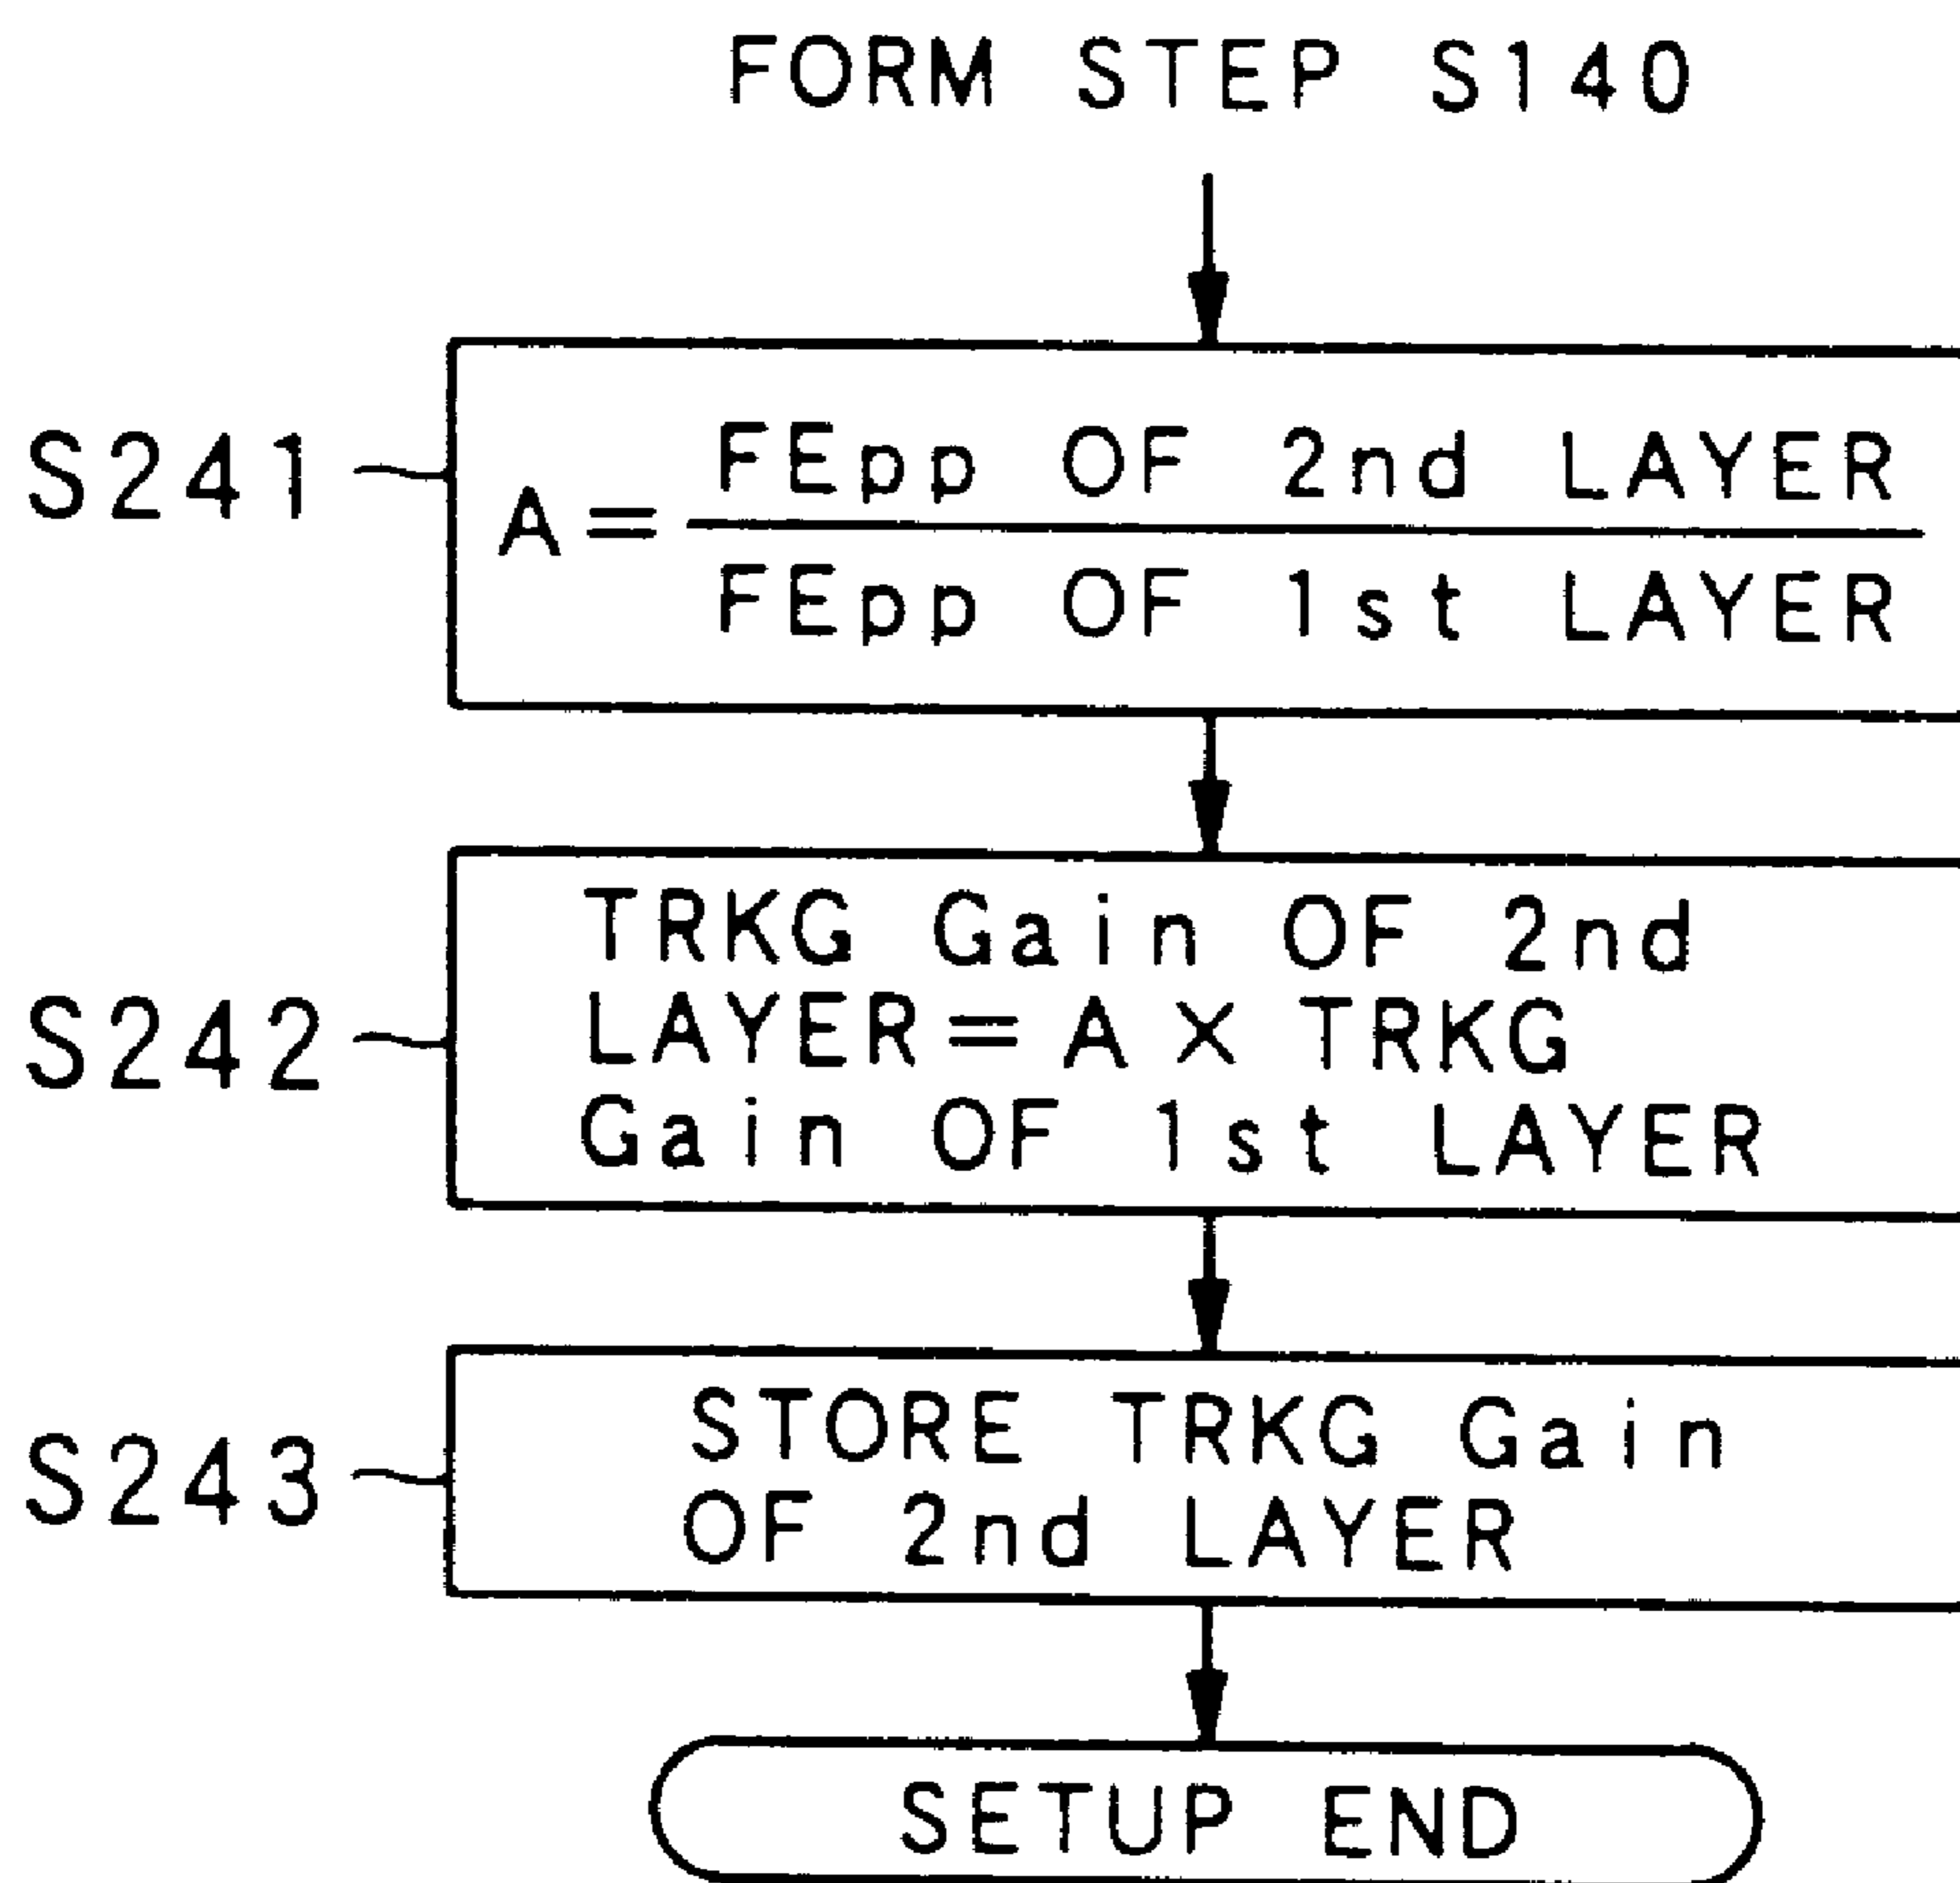 FORM STEP S140
S241
A = FEpp OF 2nd LAYER
FEpp OF 1st LAYER
S242
TRKG Gain OF 2nd
LAYER = A × TRKG
Gain OF 1st LAYER
S243
STORE TRKG Gain
OF 2nd LAYER
SETUP END